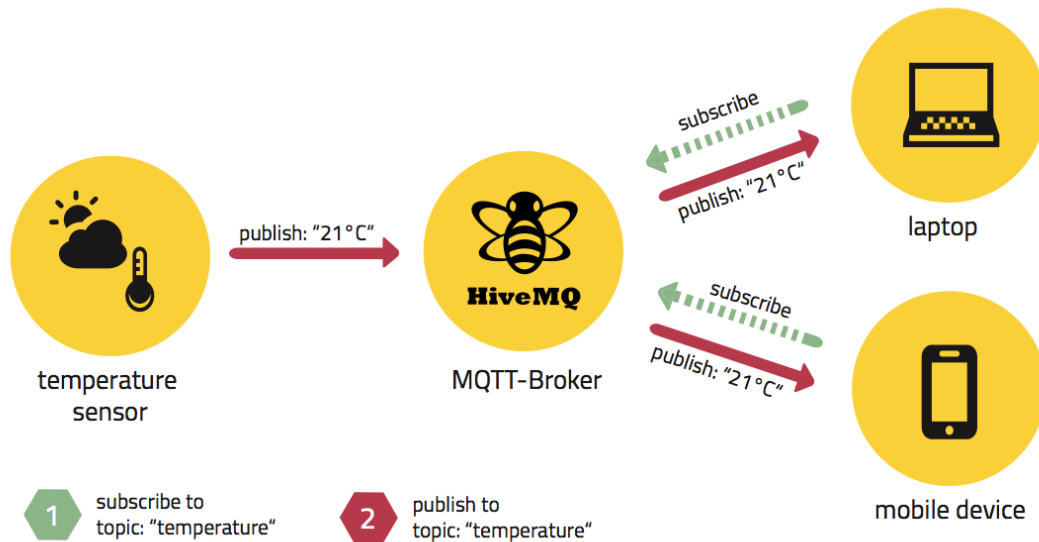 subscribe
publish: “21°C“
laptop
publish: “21°C“
HiveMQ
subscribe
publish: “21°C“
temperature
sensor
MQTT-Broker
mobile device
1
subscribe to
topic: “temperature“
2
publish to
topic: “temperature“